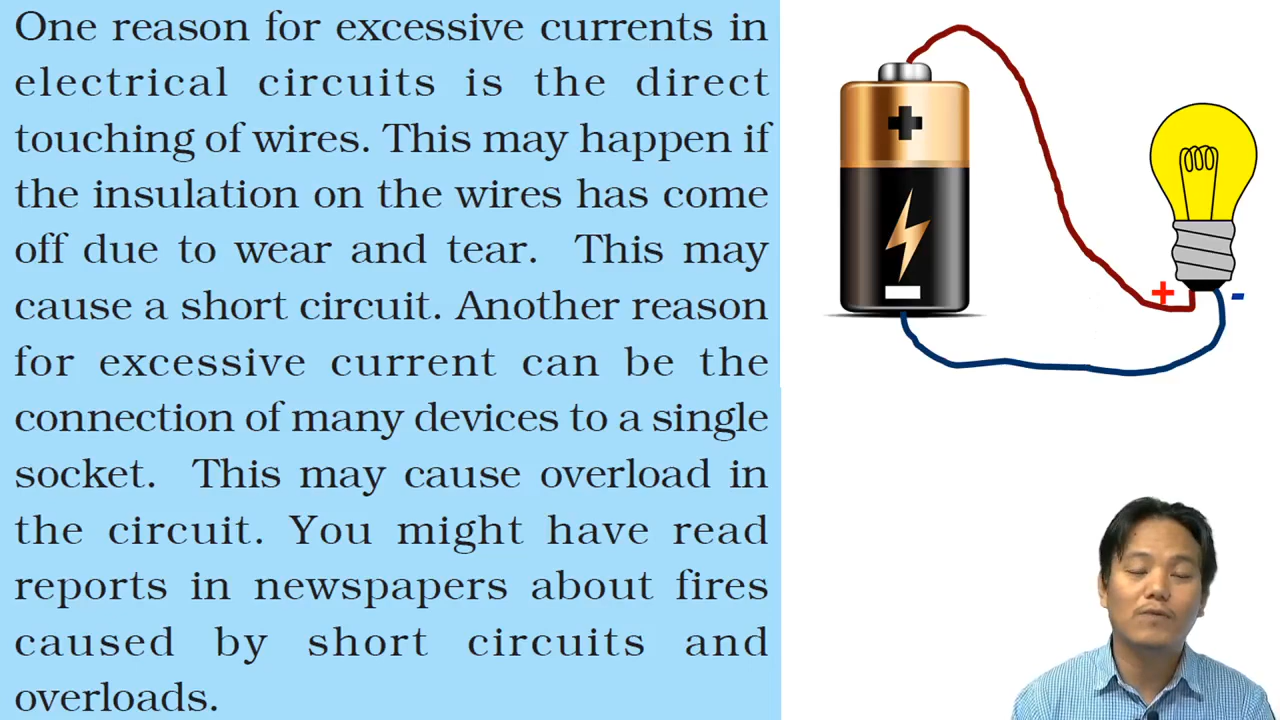 One reason for excessive currents in
electrical circuits is the direct
touching of wires. This may happen if
the insulation on the wires has come
off due to wear and tear. This may
cause a short circuit. Another reason
for excessive current can be the
connection of many devices to a single
socket. This may cause overload in
the circuit. You might have read
reports in newspapers about fires
caused by short circuits and
overloads.
+
-